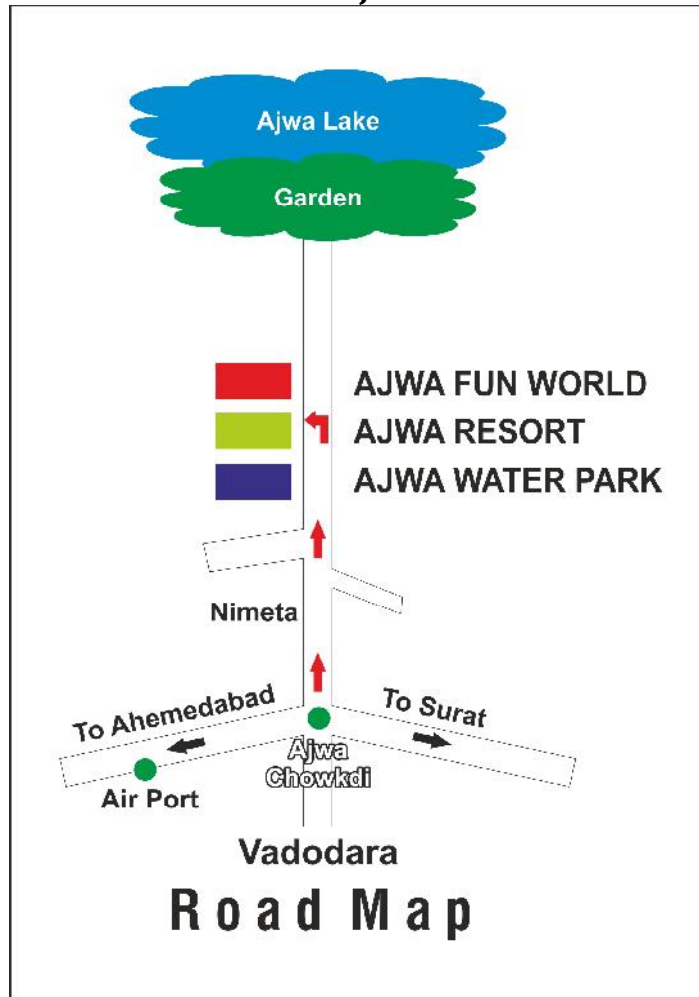 Ajwa Lake
Garden
AJWA FUN WORLD
AJWA RESORT
AJWA WATER PARK
Nimeta
To Ahemedabad
To Surat
Ajwa
Chowkdi
Air Port
Vadodara
Road Map